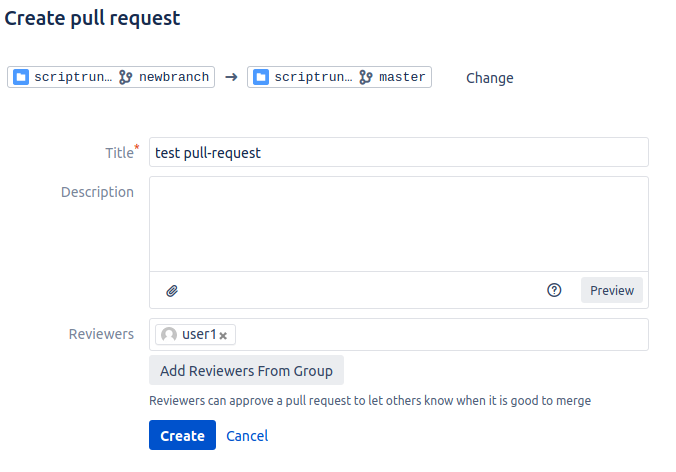 Create pull request
scriptrun... newbranch → scriptrun... master Change
Title* test pull-request
Description
Preview
Reviewers user1 ×
Add Reviewers From Group
Reviewers can approve a pull request to let others know when it is good to merge
Create Cancel